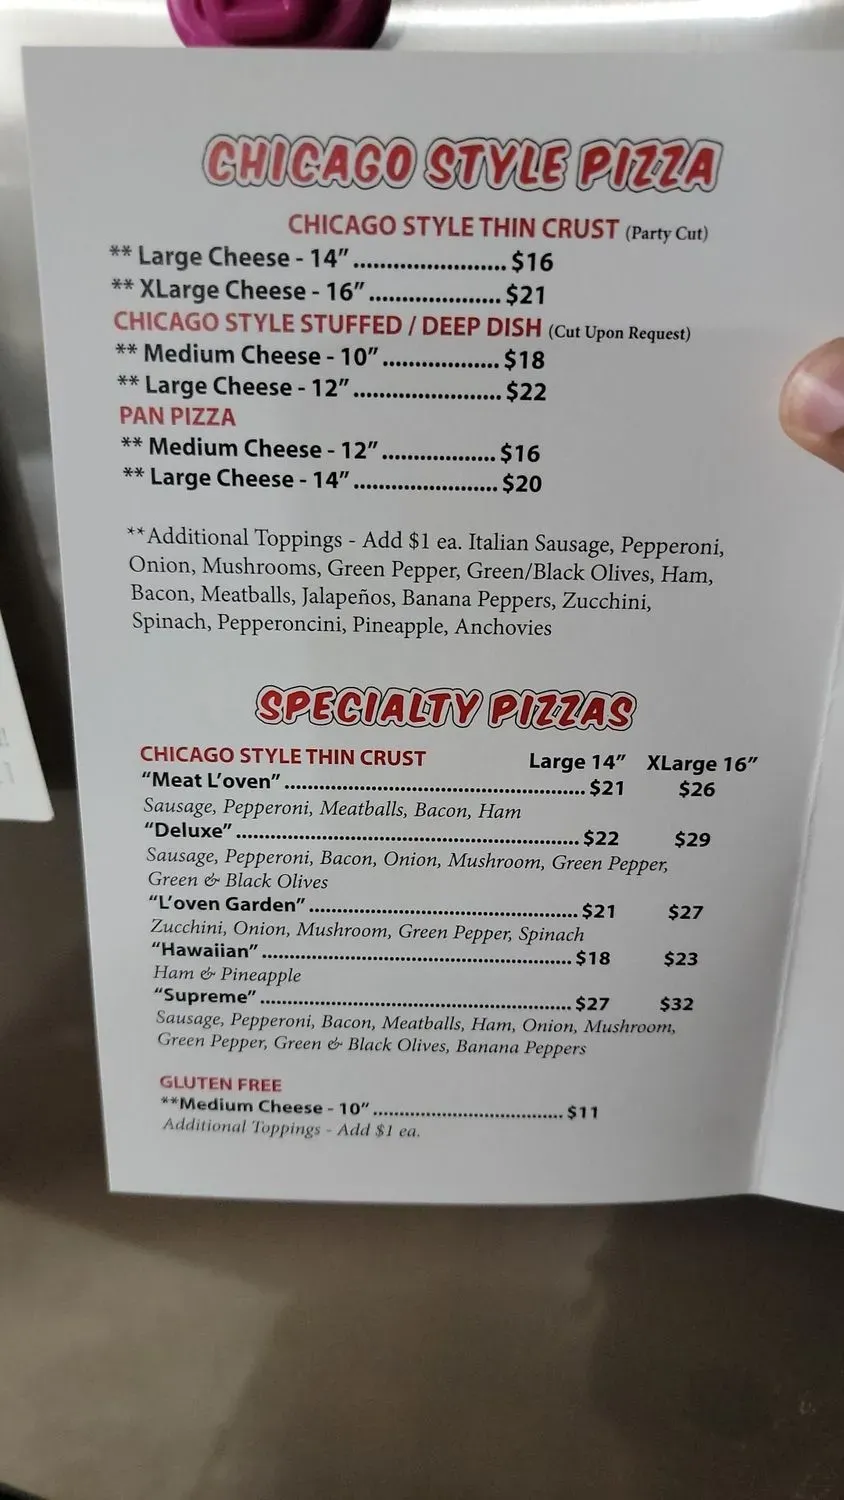 CHICAGO STYLE PIZZA
CHICAGO STYLE THIN CRUST (Party Cut)
** Large Cheese - 14”....................... $16
** XLarge Cheese - 16”.................... $21
CHICAGO STYLE STUFFED / DEEP DISH (Cut Upon Request)
** Medium Cheese - 10”.................. $18
** Large Cheese - 12”....................... $22
PAN PIZZA
** Medium Cheese - 12”.................. $16
** Large Cheese - 14”....................... $20
**Additional Toppings - Add $1 ea. Italian Sausage, Pepperoni,
Onion, Mushrooms, Green Pepper, Green/Black Olives, Ham,
Bacon, Meatballs, Jalapeños, Banana Peppers, Zucchini,
Spinach, Pepperoncini, Pineapple, Anchovies
SPECIALTY PIZZAS
CHICAGO STYLE THIN CRUST Large 14” XLarge 16”
“Meat L’oven”...................................................... $21 $26
Sausage, Pepperoni, Meatballs, Bacon, Ham
“Deluxe”.............................................................. $22 $29
Sausage, Pepperoni, Bacon, Onion, Mushroom, Green Pepper,
Green & Black Olives
“L’oven Garden”................................................. $21 $27
Zucchini, Onion, Mushroom, Green Pepper, Spinach
“Hawaiian”......................................................... $18 $23
Ham & Pineapple
“Supreme”......................................................... $27 $32
Sausage, Pepperoni, Bacon, Meatballs, Ham, Onion, Mushroom,
Green Pepper, Green & Black Olives, Banana Peppers
GLUTEN FREE
**Medium Cheese - 10”.................................. $11
Additional Toppings - Add $1 ea.